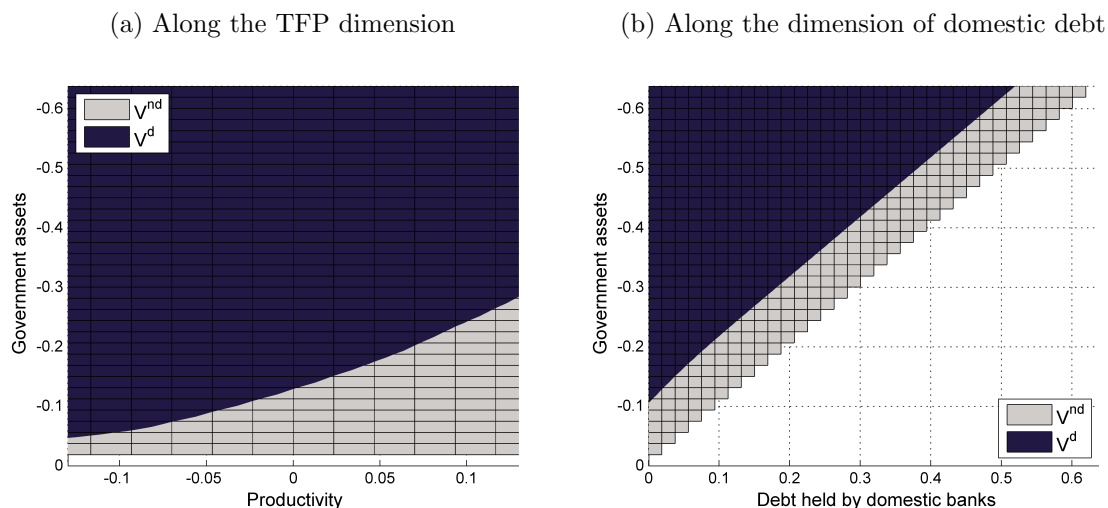 (a) Along the TFP dimension
(b) Along the dimension of domestic debt
V^nd
V^d
-0.6
-0.5
-0.4
-0.3
-0.2
-0.1
0
Government assets
-0.1
-0.05
0
0.05
0.1
Productivity
-0.6
-0.5
-0.4
-0.3
-0.2
-0.1
0
Government assets
V^nd
V^d
0
0.1
0.2
0.3
0.4
0.5
0.6
Debt held by domestic banks